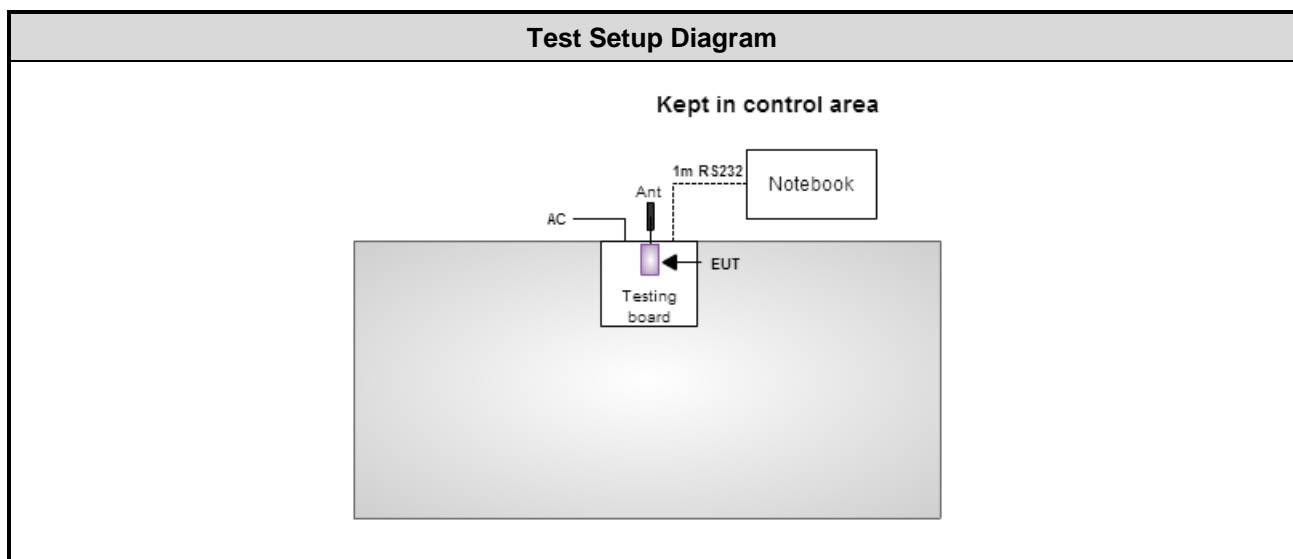 Test Setup Diagram
Kept in control area
1m RS232
Notebook
Ant
AC
EUT
Testing
board